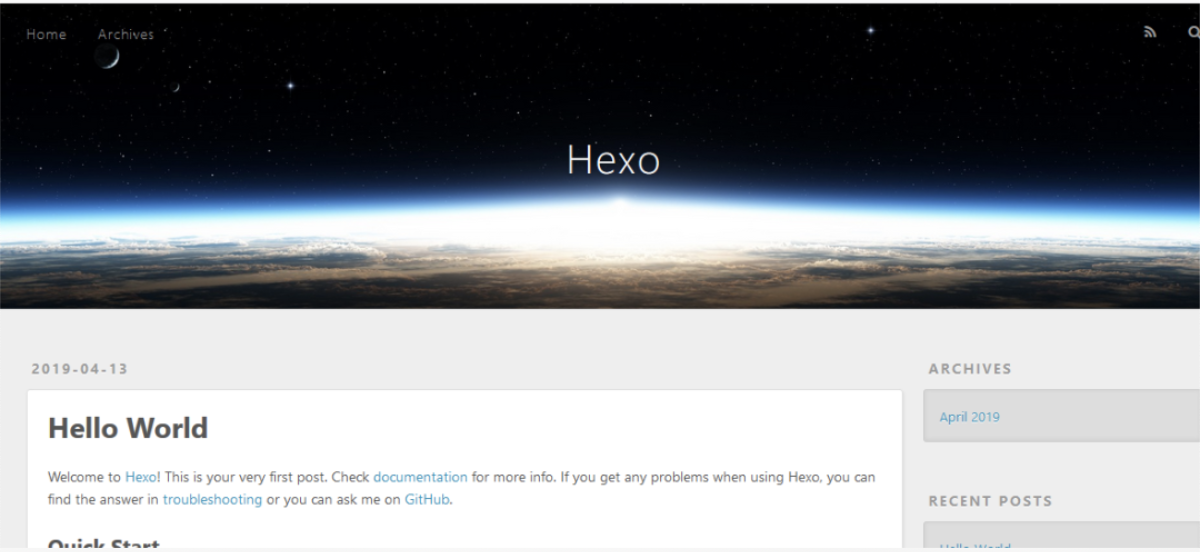 Home Archives
Hexo
2019-04-13
Hello World
Welcome to Hexo! This is your very first post. Check documentation for more info. If you get any problems when using Hexo, you can
find the answer in troubleshooting or you can ask me on GitHub.
Quick Start
ARCHIVES
April 2019
RECENT POSTS
Hello World